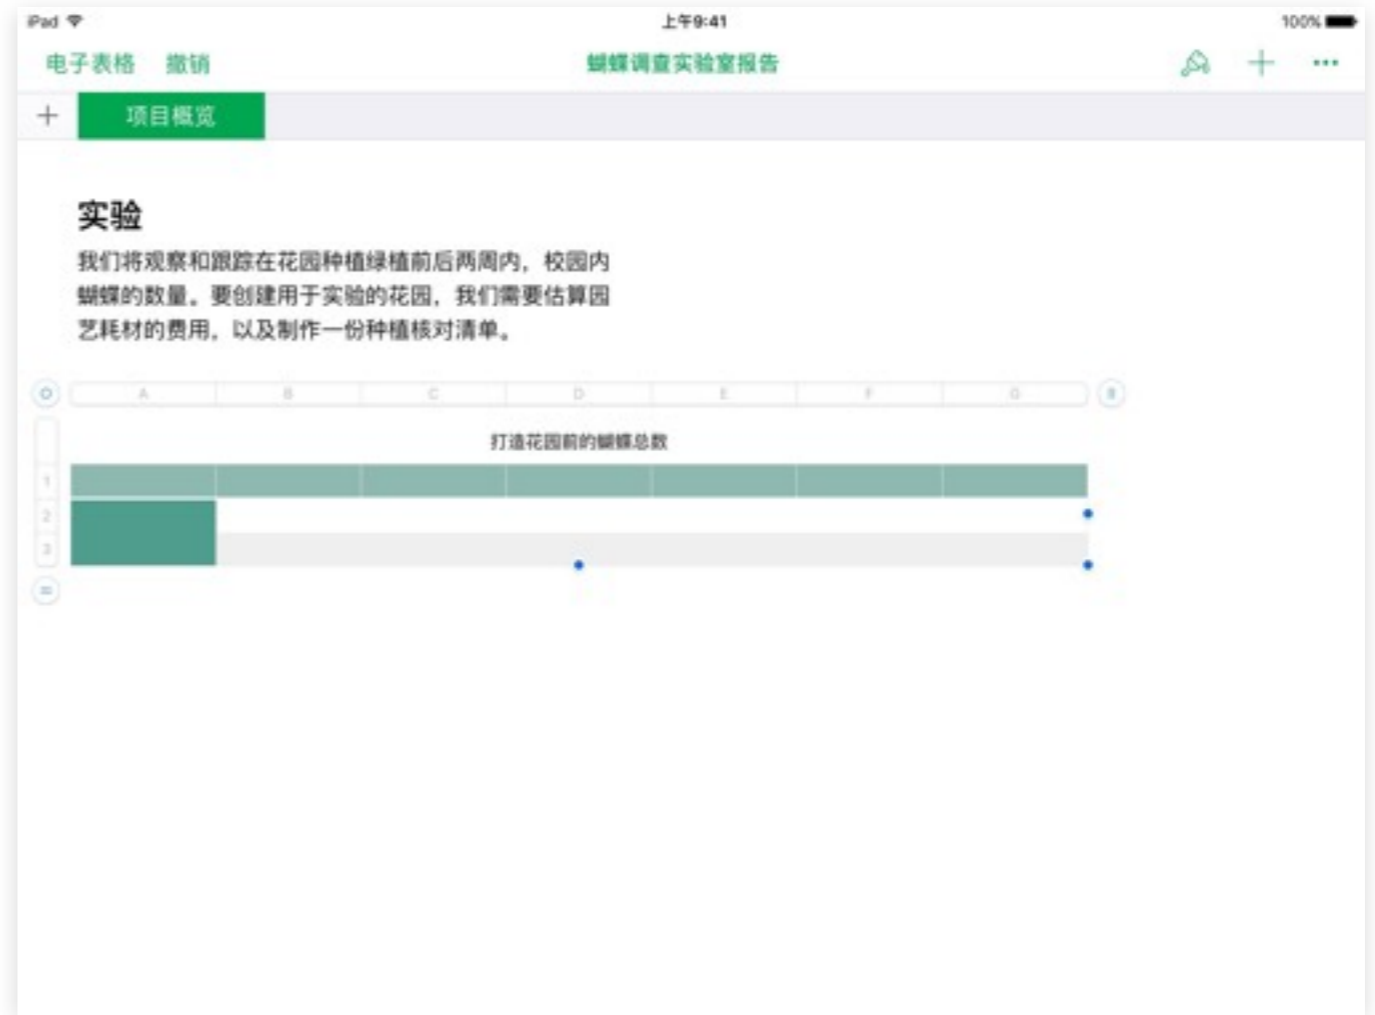 iPad 上午9:41 100%
电子表格 撤销 蝴蝶调查实验室报告
项目概览
实验
我们将观察和跟踪在花园种植绿植前后两周内，校园内
蝴蝶的数量。要创建用于实验的花园，我们需要估算园
艺耗材的费用，以及制作一份种植核对清单。
A B C D E F G
打造花园前的蝴蝶总数
1
2
3